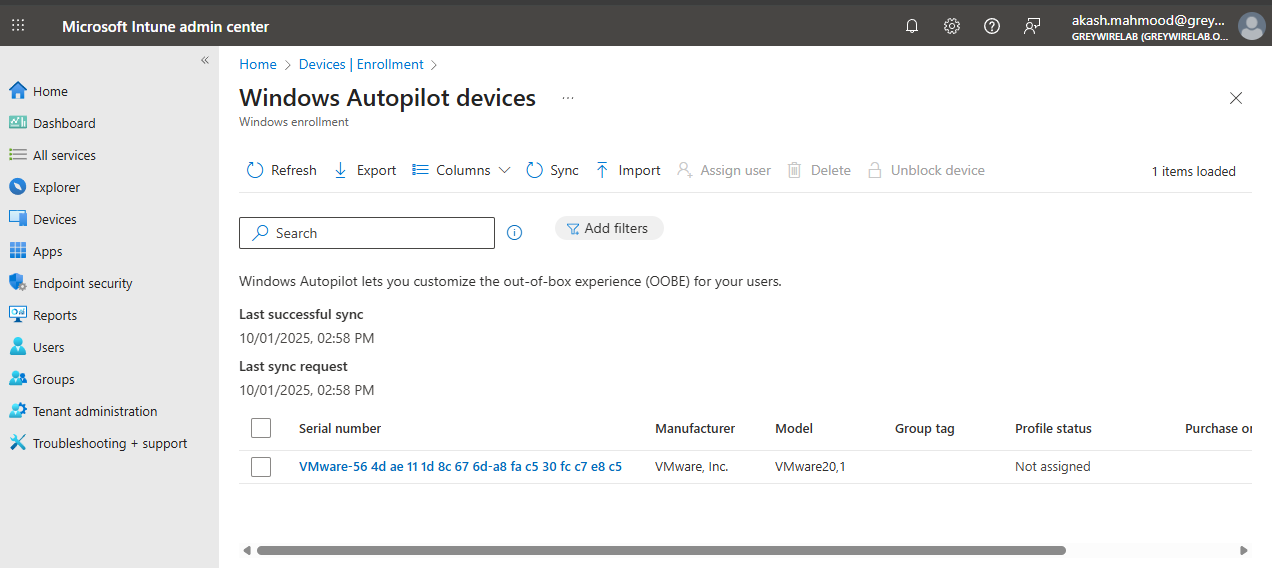 Microsoft Intune admin center
akash.mahmood@grey...
GREYWIRELAB (GREYWIRELAB.O...
Home
Dashboard
All services
Explorer
Devices
Apps
Endpoint security
Reports
Users
Groups
Tenant administration
Troubleshooting + support
Home > Devices | Enrollment >
Windows Autopilot devices ...
Windows enrollment
Refresh Export Columns Sync Import Assign user Delete Unblock device 1 items loaded
Search Add filters
Windows Autopilot lets you customize the out-of-box experience (OOBE) for your users.
Last successful sync
10/01/2025, 02:58 PM
Last sync request
10/01/2025, 02:58 PM
Serial number Manufacturer Model Group tag Profile status Purchase or
VMware-56 4d ae 11 1d 8c 67 6d-a8 fa c5 30 fc c7 e8 c5 VMware, Inc. VMware20,1 Not assigned